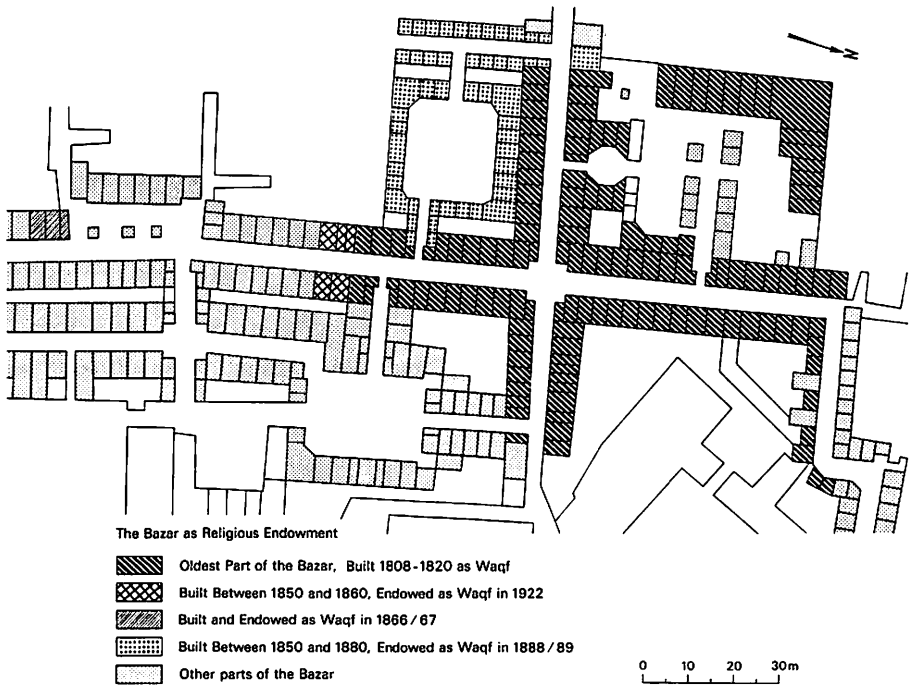 N
The Bazar as Religious Endowment
Oldest Part of the Bazar, Built 1808-1820 as Waqf
Built Between 1850 and 1860, Endowed as Waqf in 1922
Built and Endowed as Waqf in 1866/67
Built Between 1850 and 1880, Endowed as Waqf in 1888/89
Other parts of the Bazar
0 10 20 30m